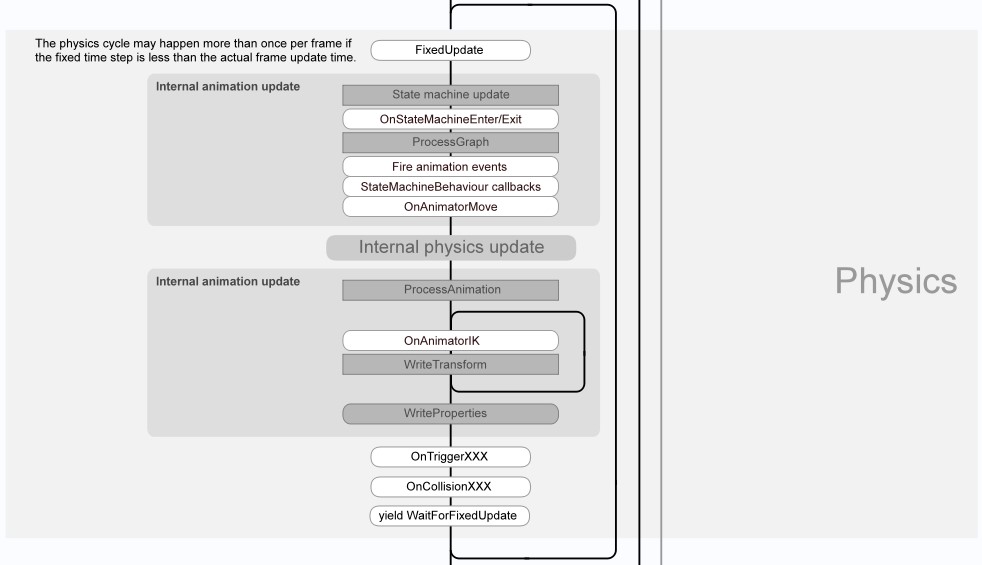 The physics cycle may happen more than once per frame if
the fixed time step is less than the actual frame update time.
FixedUpdate
Internal animation update
State machine update
OnStateMachineEnter/Exit
ProcessGraph
Fire animation events
StateMachineBehaviour callbacks
OnAnimatorMove
Internal physics update
Internal animation update
ProcessAnimation
Physics
OnAnimatorIK
WriteTransform
WriteProperties
OnTriggerXXX
OnCollisionXXX
yield WaitForFixedUpdate